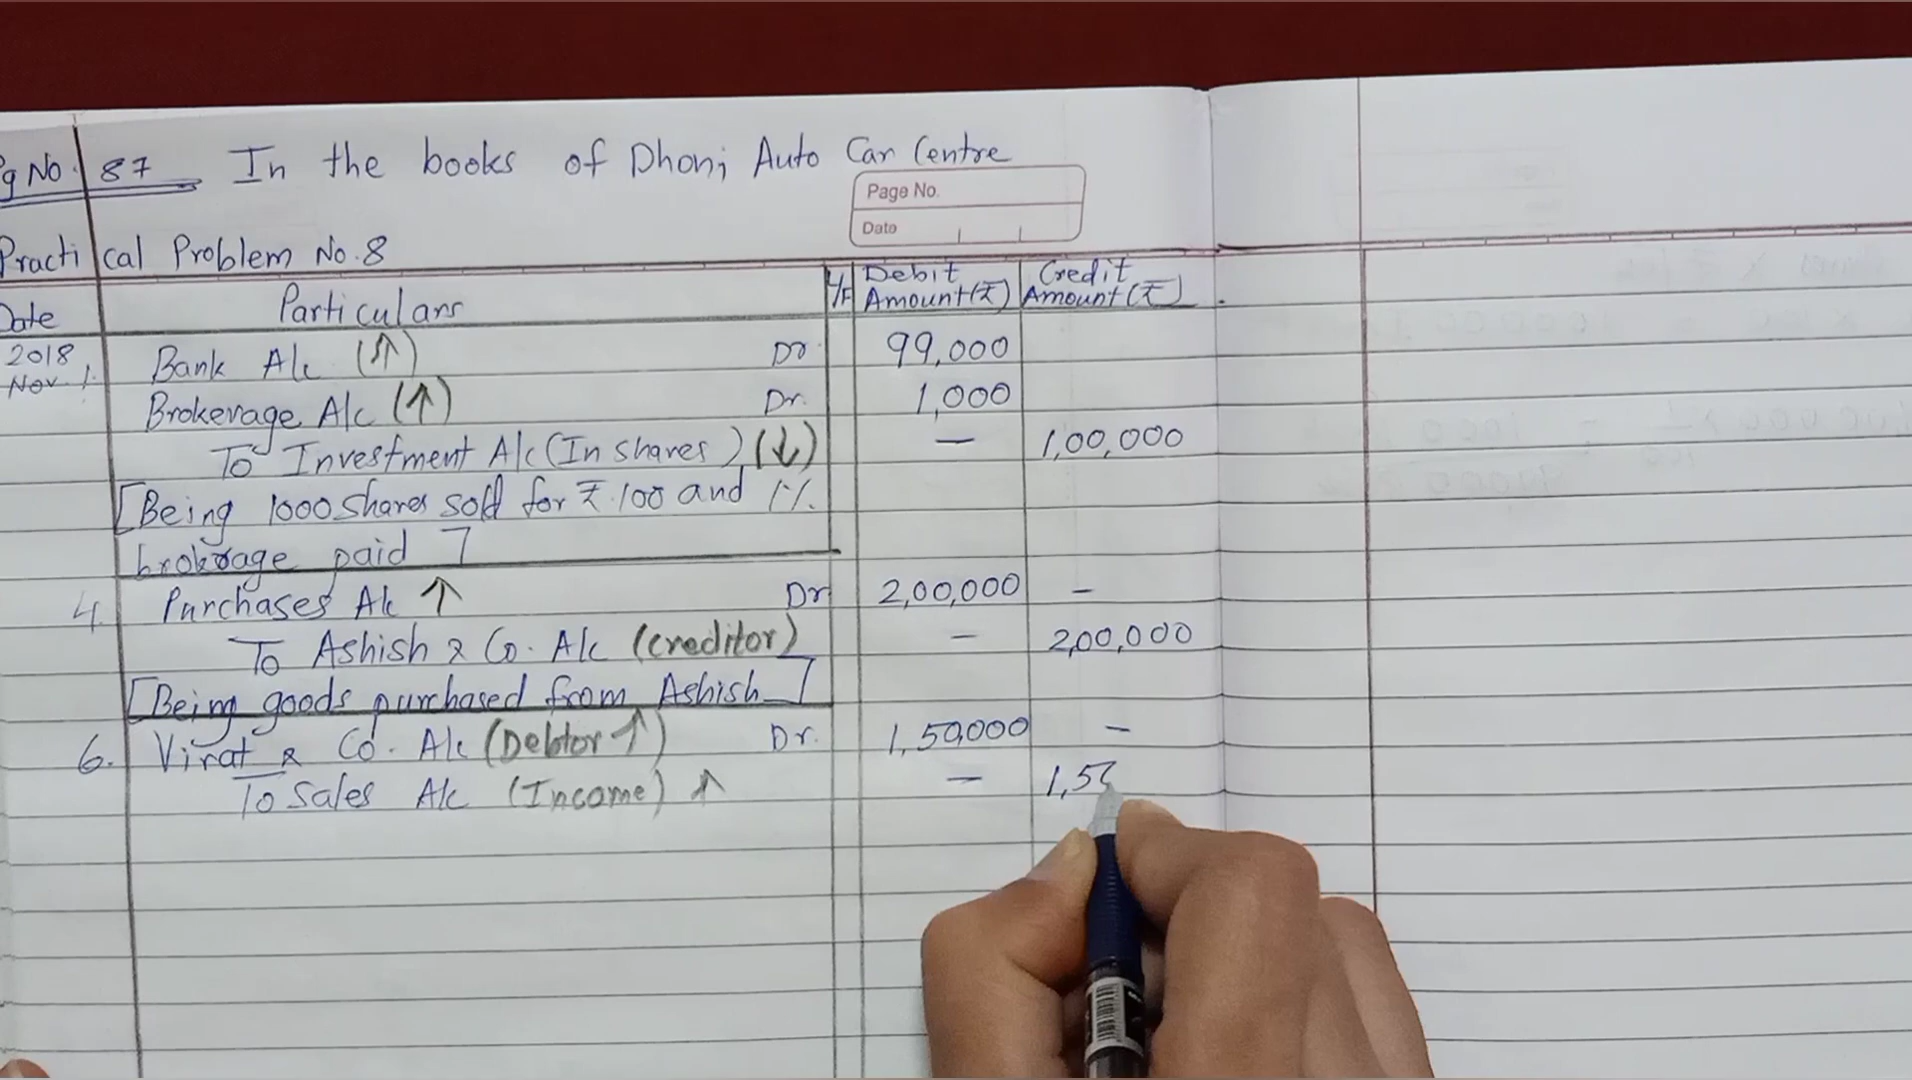 Pg No. 87 In the books of Dhoni Auto Car Centre
Page No.
Date
Practical Problem No.8
Date Particulars L/F Debit Amount(₹) Credit Amount(₹)
2018 Nov. 1. Bank A/c (↑) Dr 99,000
Brokerage A/c (↑) Dr. 1,000
To Investment A/c (In shares) (↓) — 1,00,000
[Being 1000 shares sold for ₹.100 and 1%.
brokerage paid]
4. Purchases A/c ↑ Dr 2,00,000 —
To Ashish & Co. A/c (creditor) — 2,00,000
[Being goods purchased from Ashish]
6. Virat & Co. A/c (Debtor ↑) Dr. 1,50,000 —
To Sales A/c (Income) ↑ — 1,5